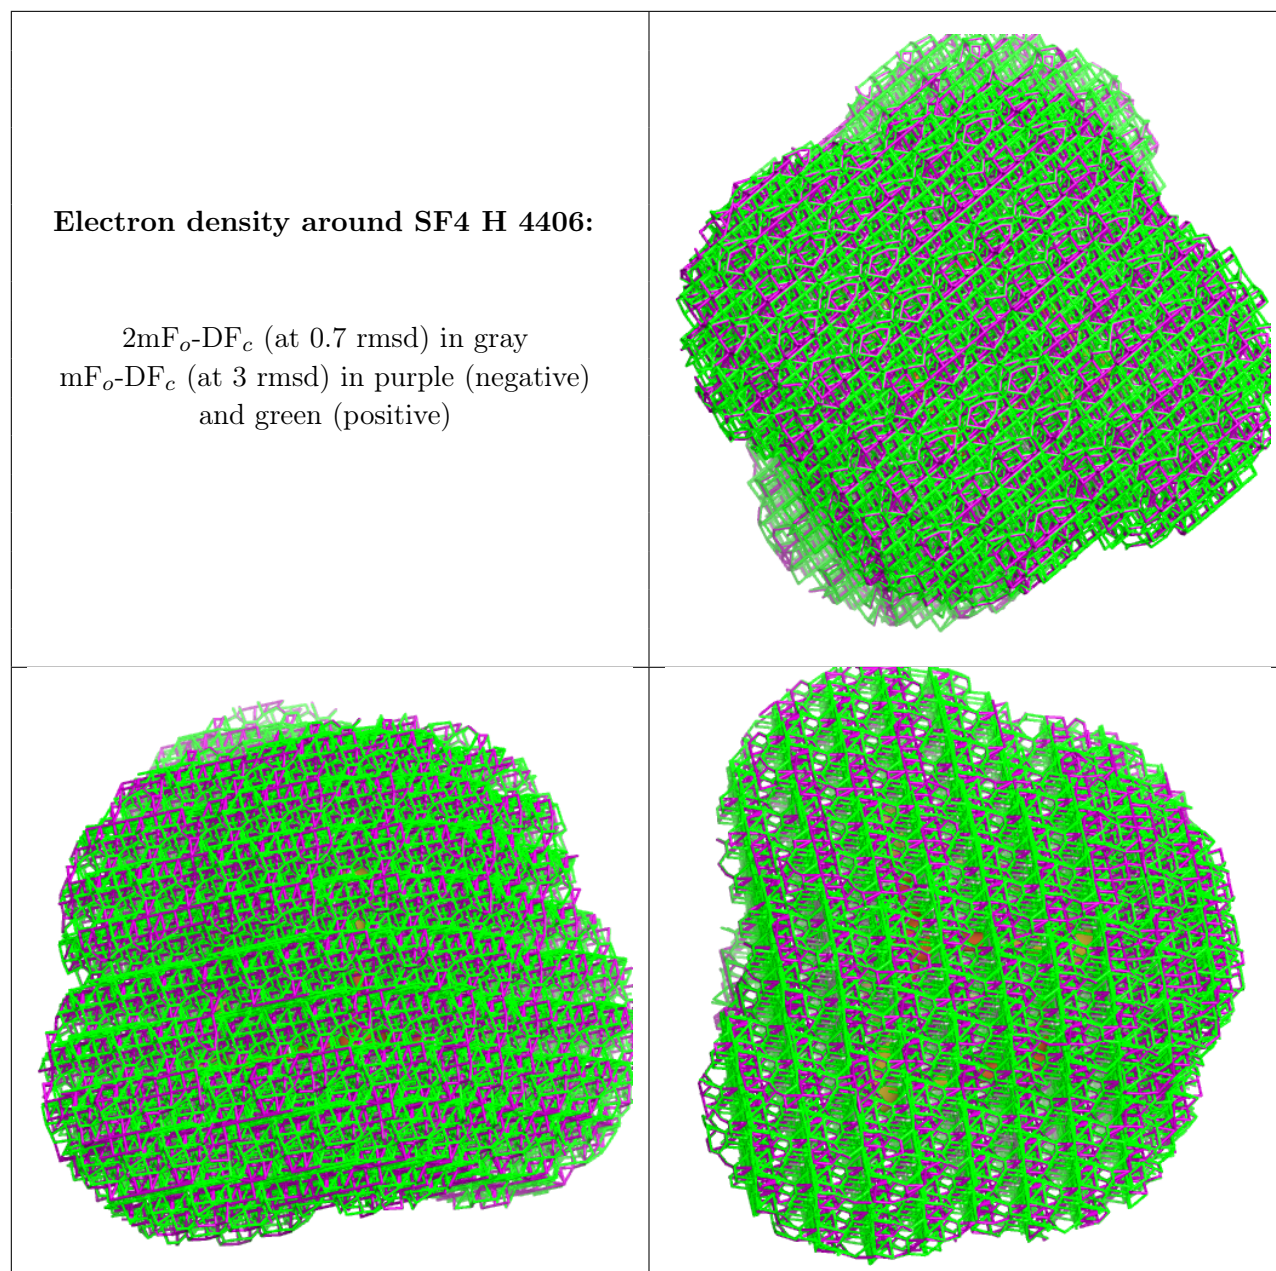 Electron density around SF4 H 4406:
2mFo-DFc (at 0.7 rmsd) in gray
mFo-DFc (at 3 rmsd) in purple (negative)
and green (positive)